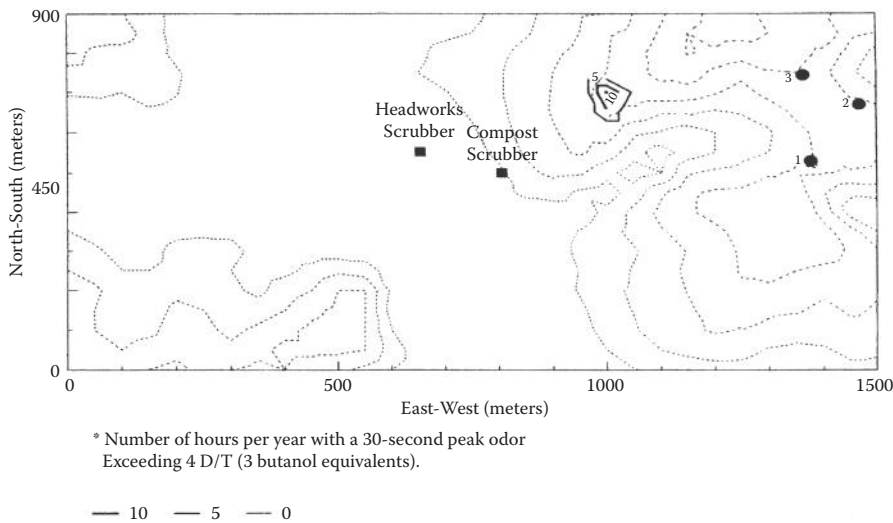 900
3
5
10
2
Headworks
Scrubber
Compost
Scrubber
1
450
North-South (meters)
0
0
500
1000
1500
East-West (meters)
* Number of hours per year with a 30-second peak odor
Exceeding 4 D/T (3 butanol equivalents).
10 5 0